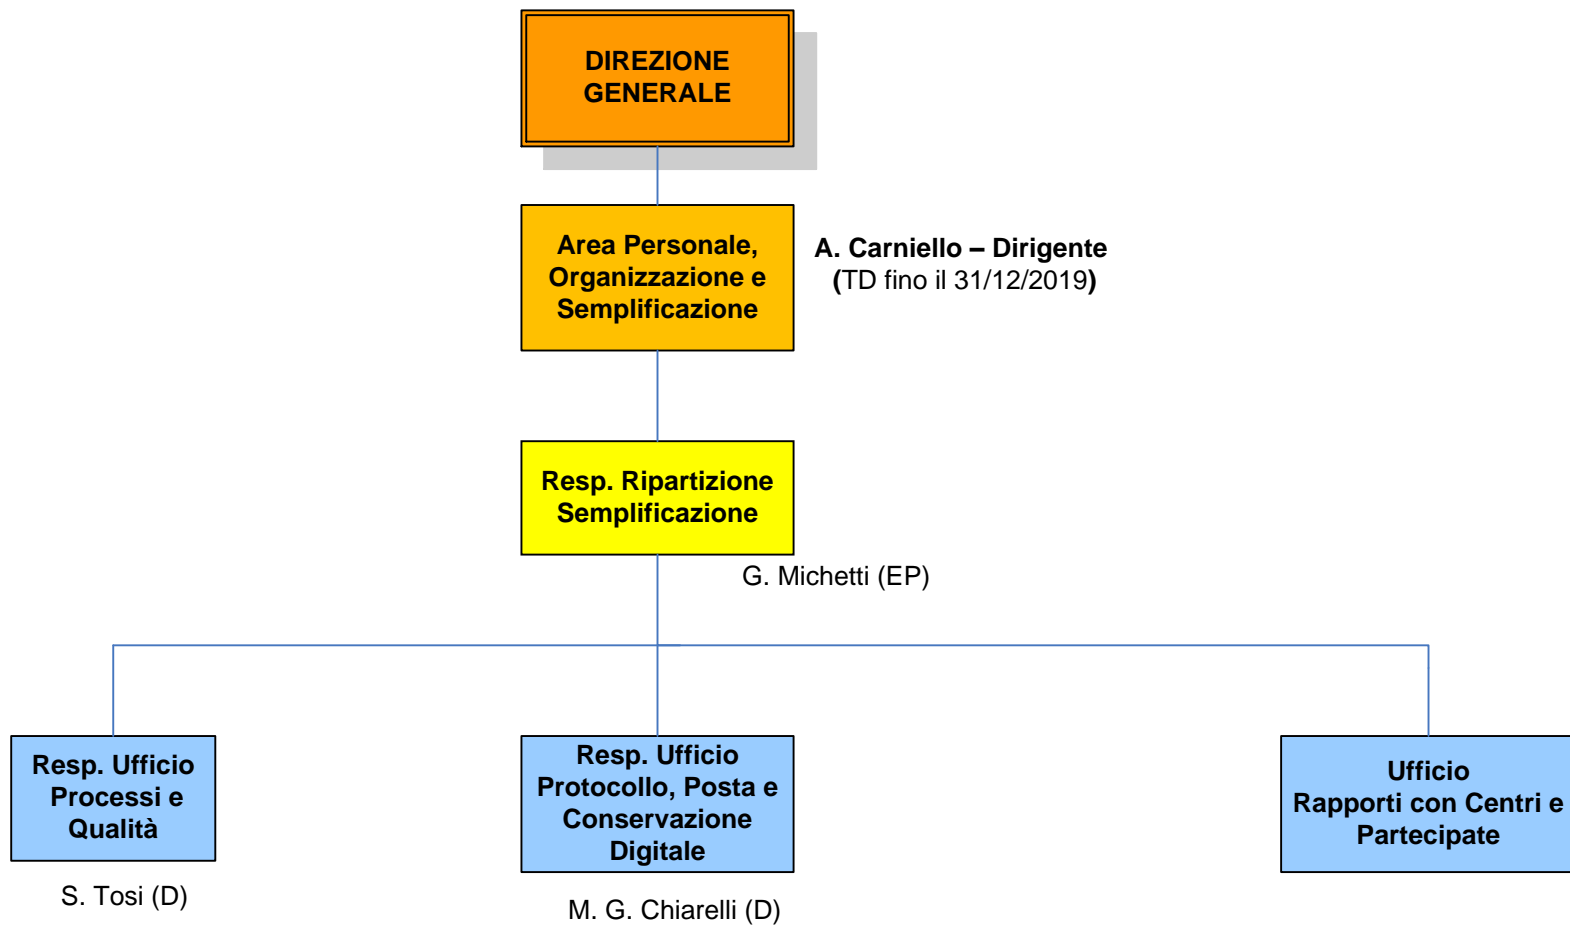 DIREZIONE
GENERALE
Area Personale,
Organizzazione e
Semplificazione
A. Carniello – Dirigente
(TD fino il 31/12/2019)
Resp. Ripartizione
Semplificazione
G. Michetti (EP)
Resp. Ufficio
Processi e
Qualità
S. Tosi (D)
Resp. Ufficio
Protocollo, Posta e
Conservazione
Digitale
M. G. Chiarelli (D)
Ufficio
Rapporti con Centri e
Partecipate